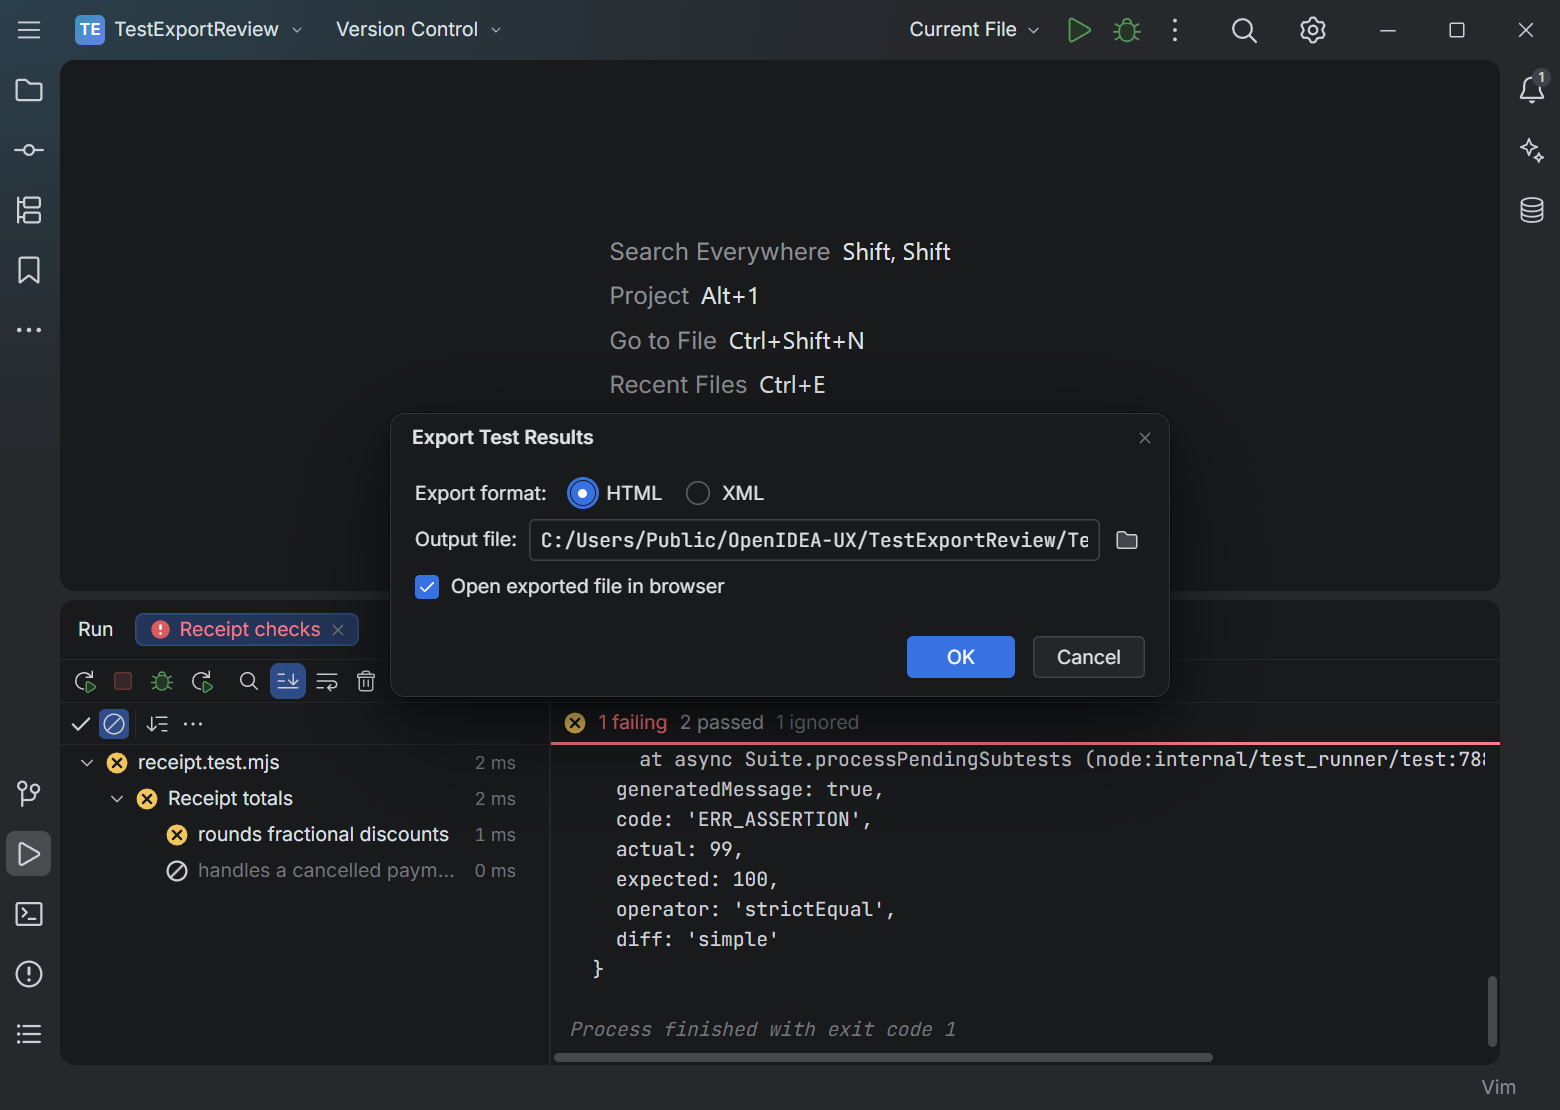 TE TestExportReview Version Control Current File
1
Search Everywhere Shift, Shift
Project Alt+1
Go to File Ctrl+Shift+N
Recent Files Ctrl+E
Export Test Results
Export format: HTML XML
Output file: C:/Users/Public/OpenIDEA-UX/TestExportReview/Te
Open exported file in browser
OK Cancel
Run Receipt checks
1 failing 2 passed 1 ignored
receipt.test.mjs 2 ms
Receipt totals 2 ms
rounds fractional discounts 1 ms
handles a cancelled paym... 0 ms
at async Suite.processPendingSubtests (node:internal/test_runner/test:788
generatedMessage: true,
code: 'ERR_ASSERTION',
actual: 99,
expected: 100,
operator: 'strictEqual',
diff: 'simple'
}
Process finished with exit code 1
Vim